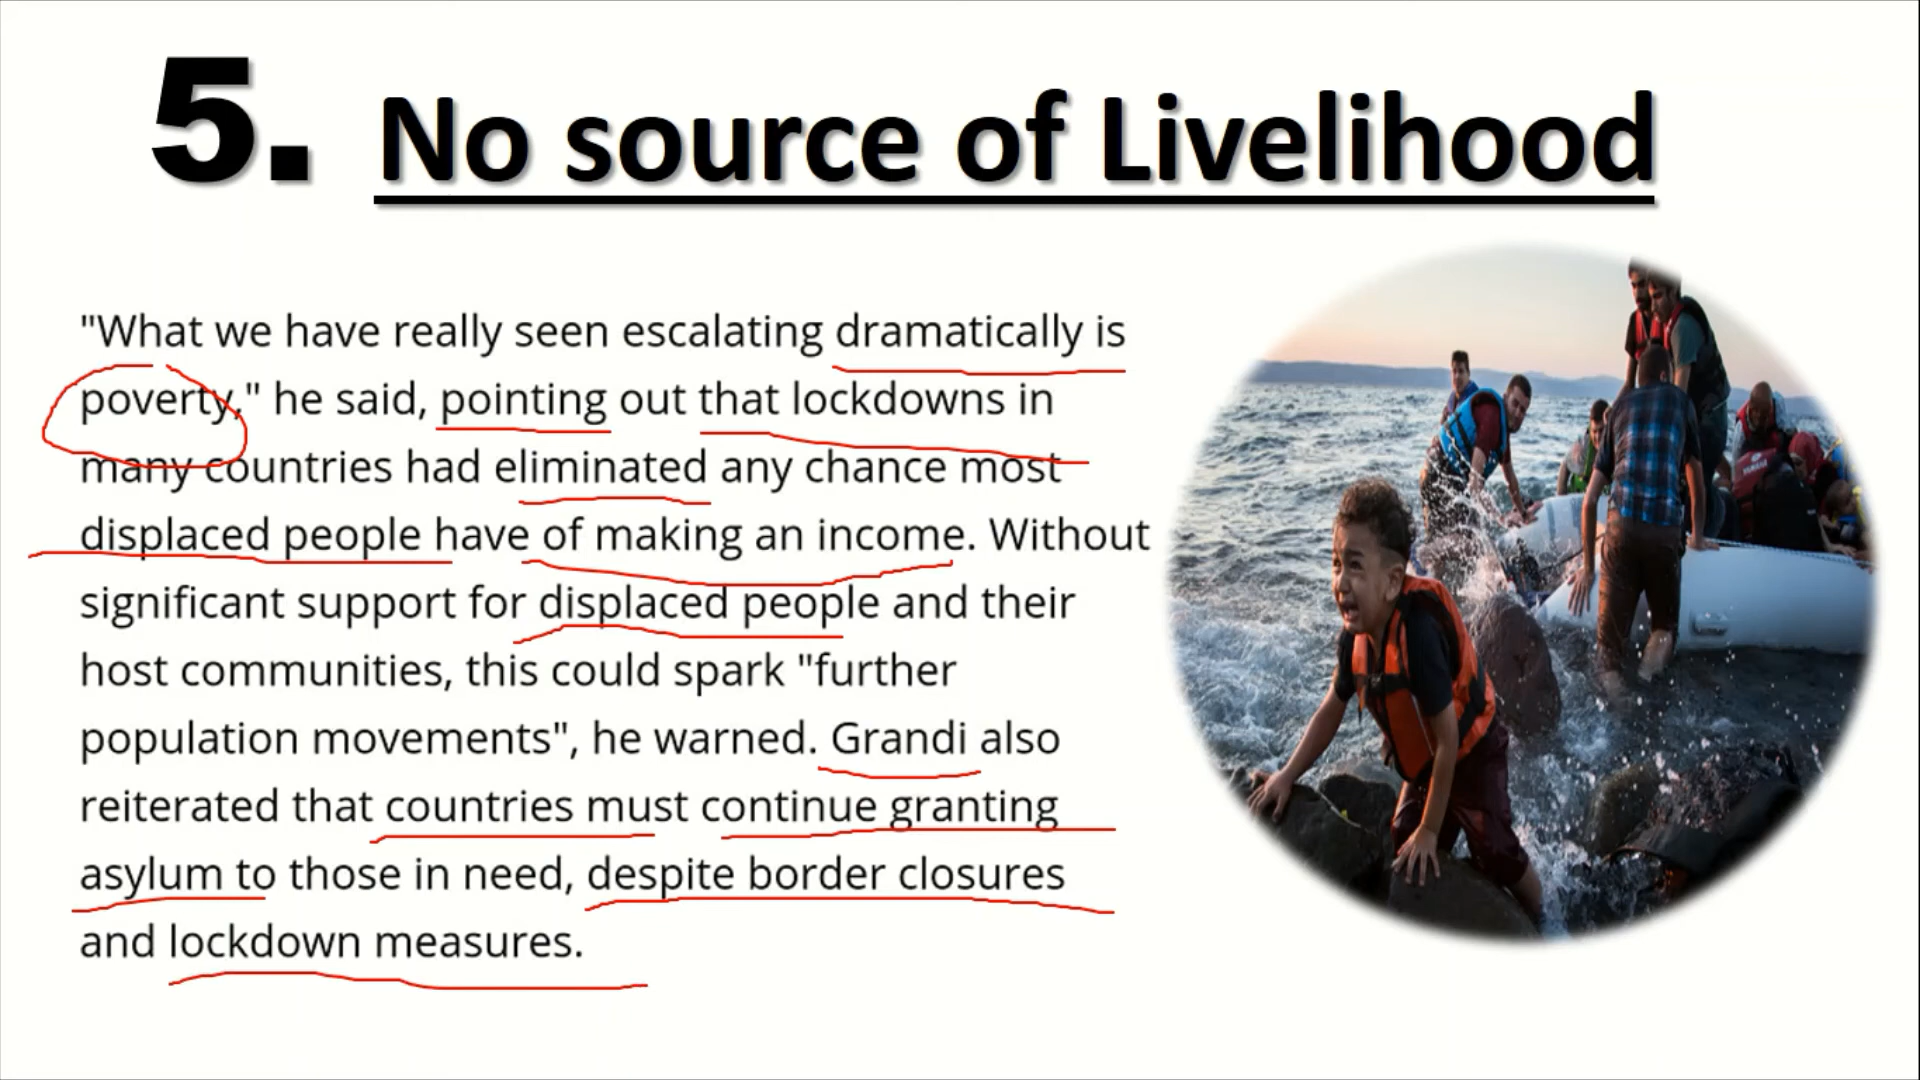 5. No source of Livelihood
"What we have really seen escalating dramatically is
poverty," he said, pointing out that lockdowns in
many countries had eliminated any chance most
displaced people have of making an income. Without
significant support for displaced people and their
host communities, this could spark "further
population movements", he warned. Grandi also
reiterated that countries must continue granting
asylum to those in need, despite border closures
and lockdown measures.
YAMAHA